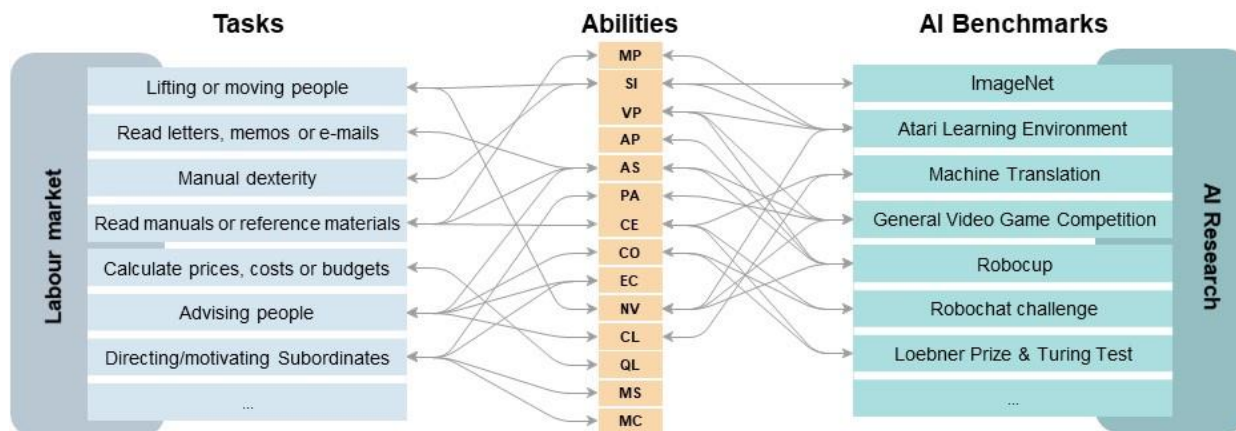 Tasks
Abilities
AI Benchmarks
Labour market
Lifting or moving people
Read letters, memos or e-mails
Manual dexterity
Read manuals or reference materials
Calculate prices, costs or budgets
Advising people
Directing/motivating Subordinates
...
MP
SI
VP
AP
AS
PA
CE
CO
EC
NV
CL
QL
MS
MC
ImageNet
Atari Learning Environment
Machine Translation
General Video Game Competition
Robocup
Robochat challenge
Loebner Prize & Turing Test
...
AI Research